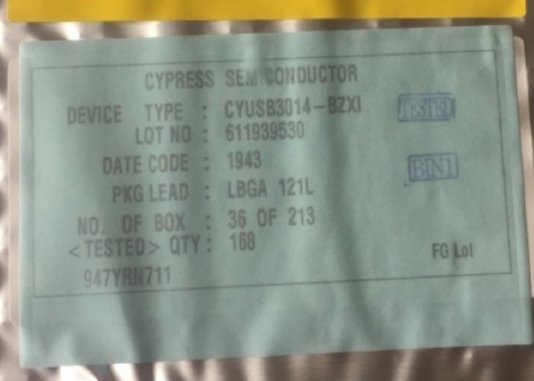 CYPRESS SEMICONDUCTOR
DEVICE TYPE : CYUSB3014-BZXI
TESTED
LOT NO : 611939530
DATE CODE : 1943
BIN1
PKG LEAD : LBGA 121L
NO. OF BOX : 36 OF 213
<TESTED> QTY : 168
FG Lot
947YRN711